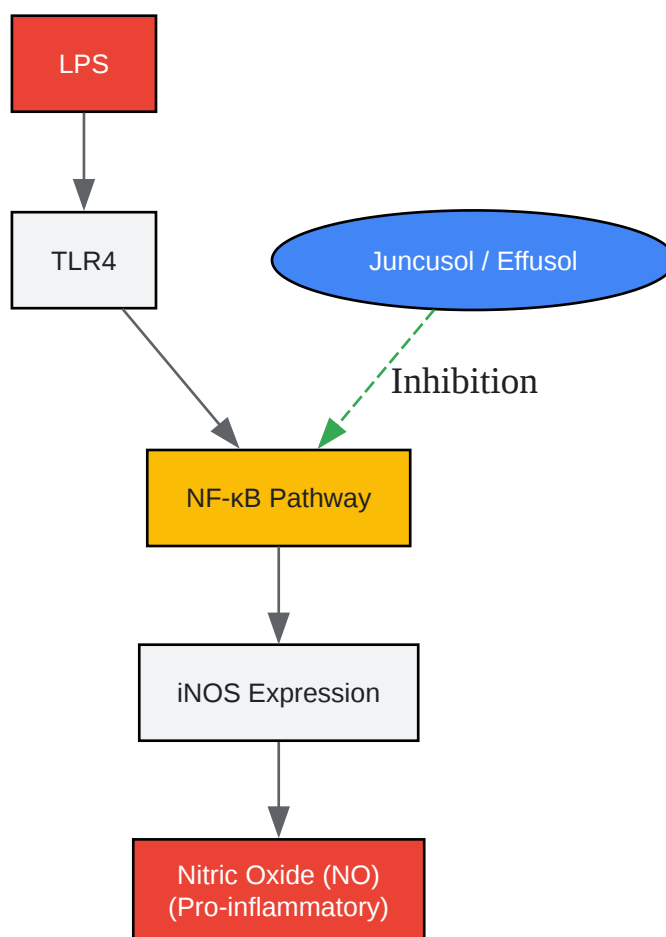 LPS
TLR4
Juncusol / Effusol
Inhibition
NF-κB Pathway
iNOS Expression
Nitric Oxide (NO)
(Pro-inflammatory)